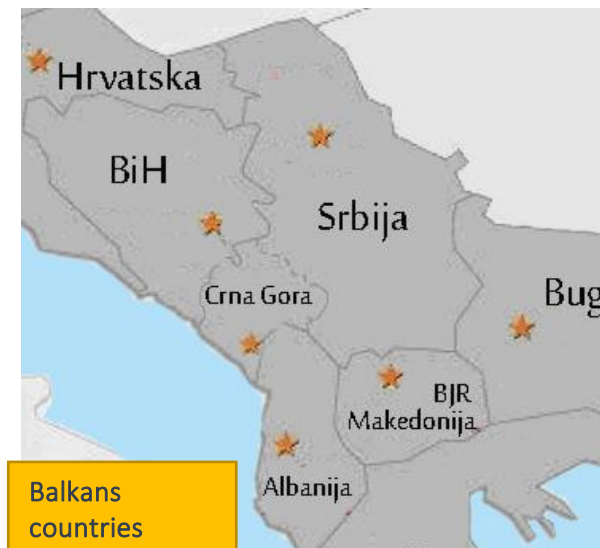 Hrvatska
BiH
Srbija
Crna Gora
Bug
BJR
Makedonija
Albanija
Balkans
countries